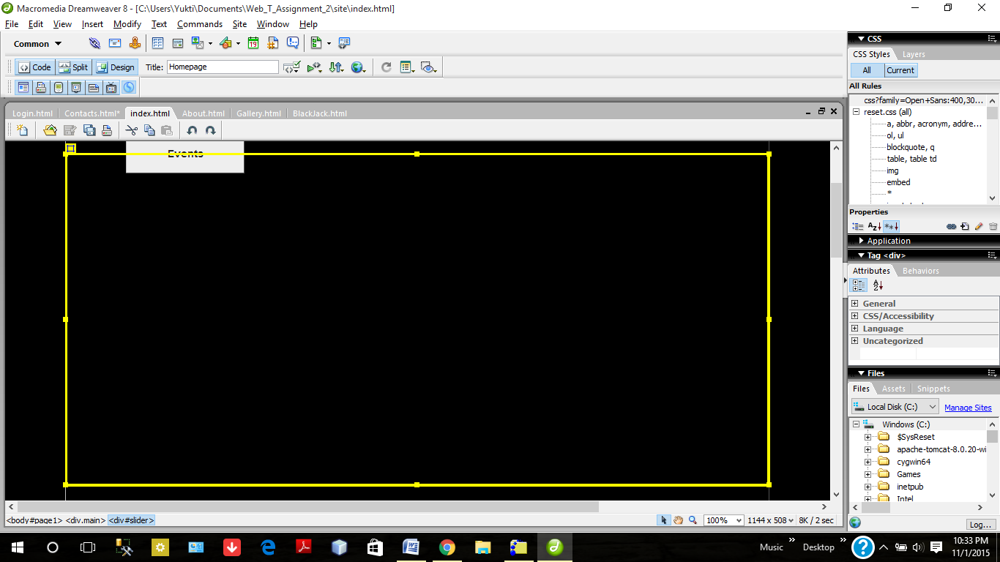 Macromedia Dreamweaver 8 - [C:\Users\Yukti\Documents\Web_T_Assignment_2\site\index.html]
File Edit View Insert Modify Text Commands Site Window Help
Common
Code Split Design Title: Homepage
Login.html Contacts.html* index.html About.html Gallery.html BlackJack.html
Events
<body#page1> <div.main> <div#slider>
100% 1144 x 508 8K / 2 sec
CSS
CSS Styles Layers
All Current
All Rules
css?family=Open+Sans:400,30...
reset.css (all)
a, abbr, acronym, addre...
ol, ul
blockquote, q
table, table td
img
embed
*
Properties
Application
Tag <div>
Attributes Behaviors
General
CSS/Accessibility
Language
Uncategorized
Files
Files Assets Snippets
Local Disk (C:) Manage Sites
Windows (C:)
$SysReset
apache-tomcat-8.0.20-wi
cygwin64
Games
inetpub
Intel
Log...
Music » Desktop » 10:33 PM
11/1/2015